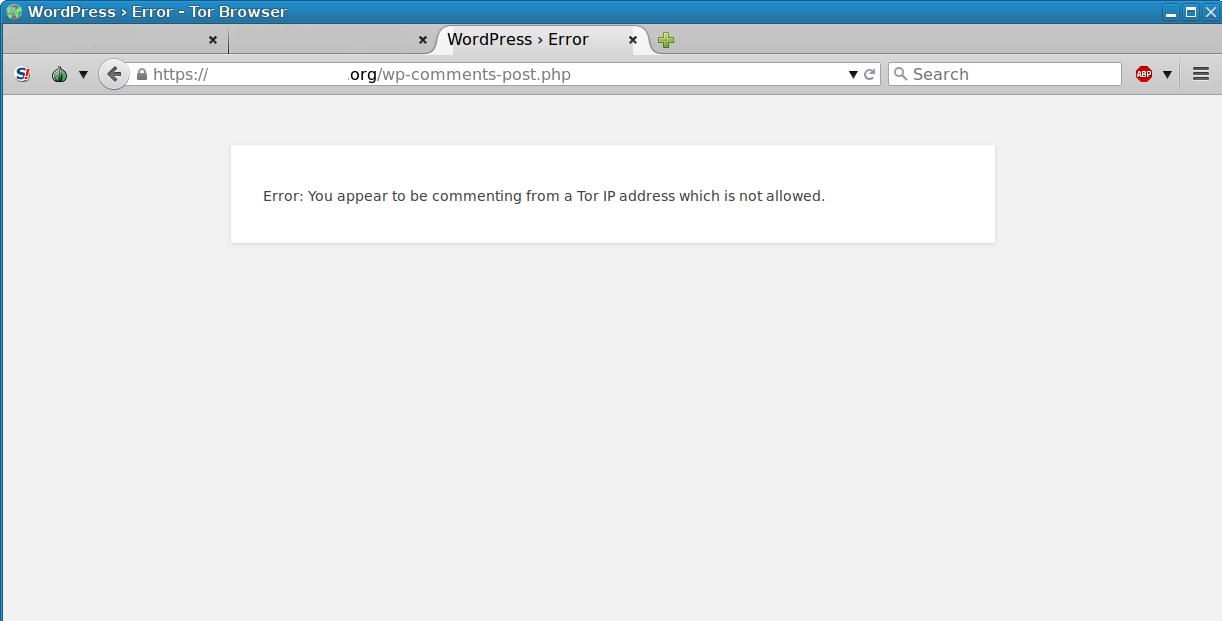 WordPress › Error - Tor Browser
WordPress › Error
S!
https:// .org/wp-comments-post.php
Search
ABP
Error: You appear to be commenting from a Tor IP address which is not allowed.